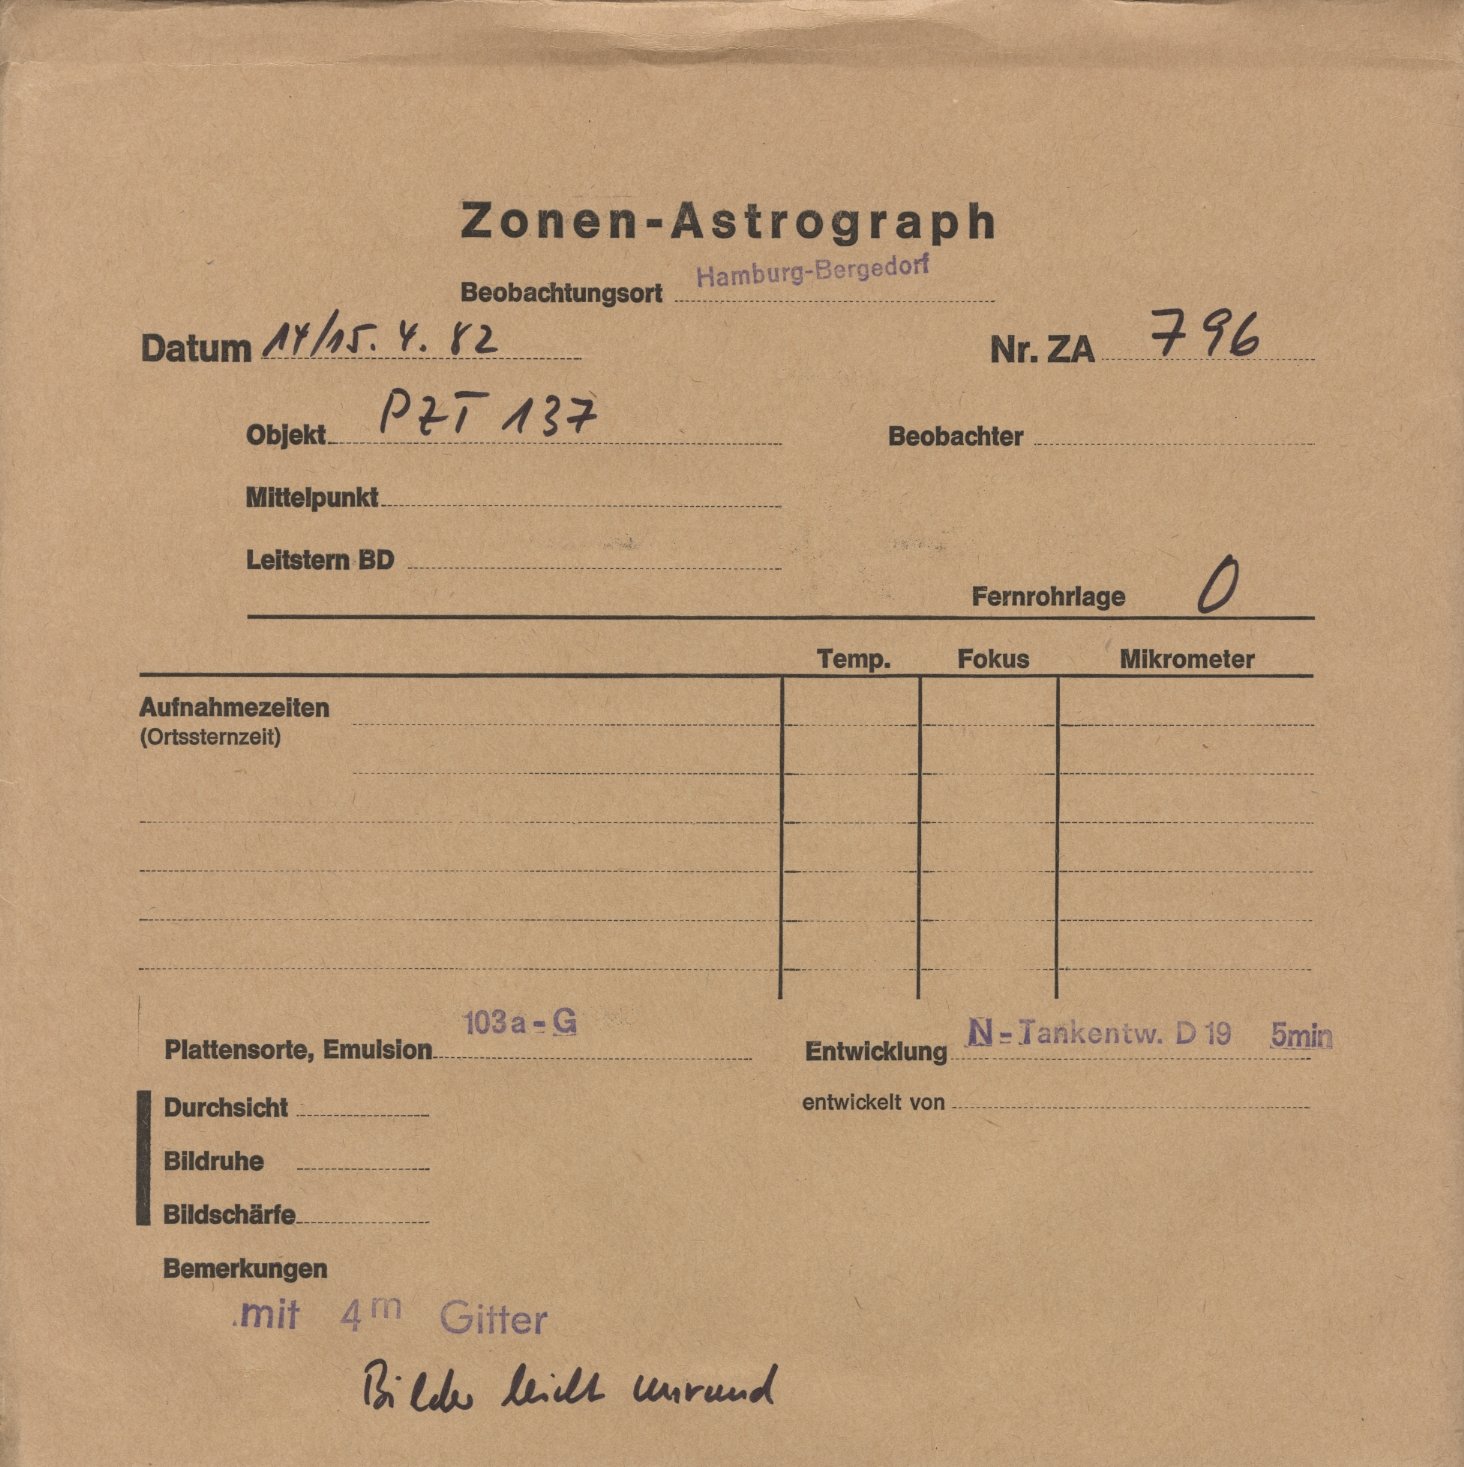 Zonen-Astrograph
Beobachtungsort Hamburg-Bergedorf
Datum 14/15. 4. 82 Nr. ZA 796
Objekt PZT 137 Beobachter
Mittelpunkt
Leitstern BD
Fernrohrlage O
Temp. Fokus Mikrometer
Aufnahmezeiten
(Ortssternzeit)
Plattensorte, Emulsion 103a-G Entwicklung N-Tankentw. D 19 5min
Durchsicht entwickelt von
Bildruhe
Bildschärfe
Bemerkungen
mit 4m Gitter
Bilder leicht unrund